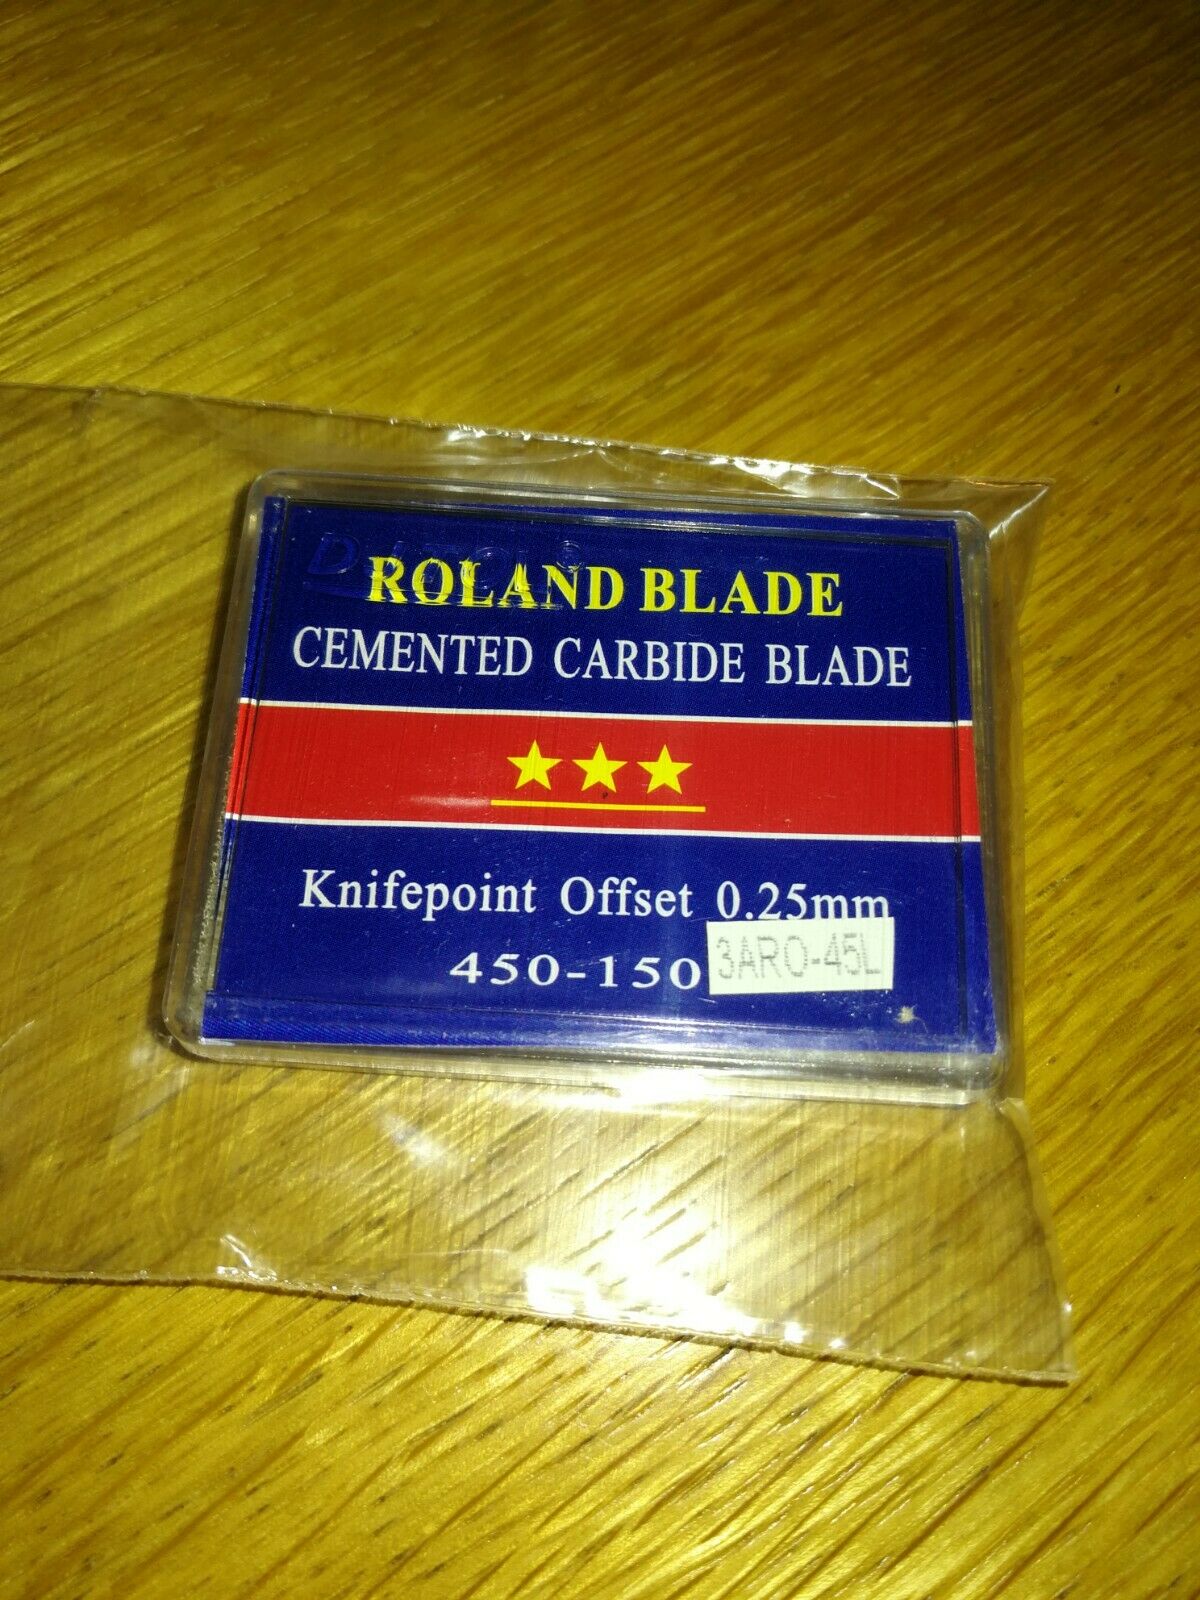 ROLAND BLADE
CEMENTED CARBIDE BLADE
Knifepoint Offset 0.25mm
450-150
3ARO-45L